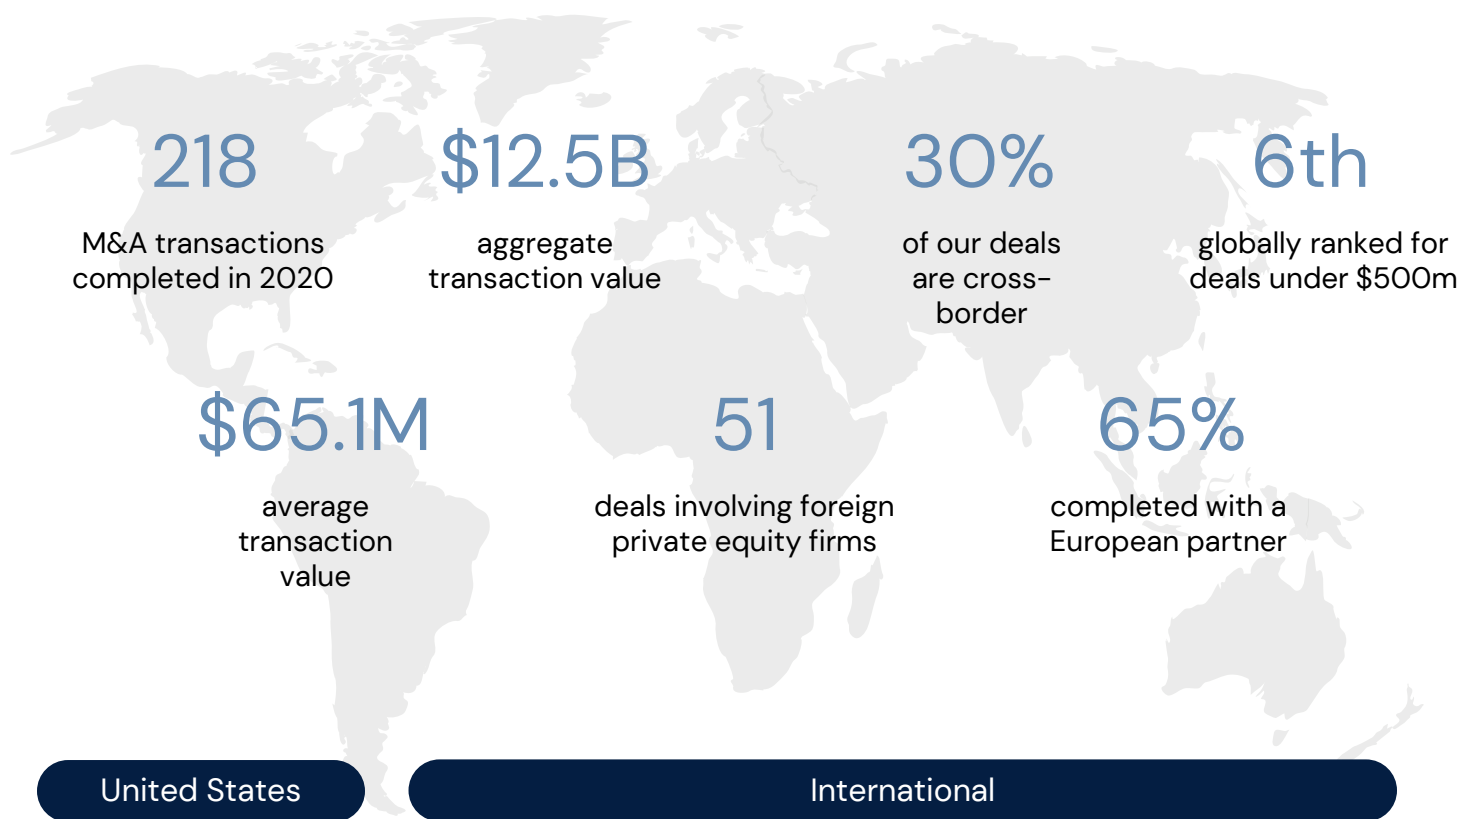 218
M&A transactions
completed in 2020
$12.5B
aggregate
transaction value
30%
of our deals
are cross-
border
6th
globally ranked for
deals under $500m
$65.1M
average
transaction
value
51
deals involving foreign
private equity firms
65%
completed with a
European partner
United States
International